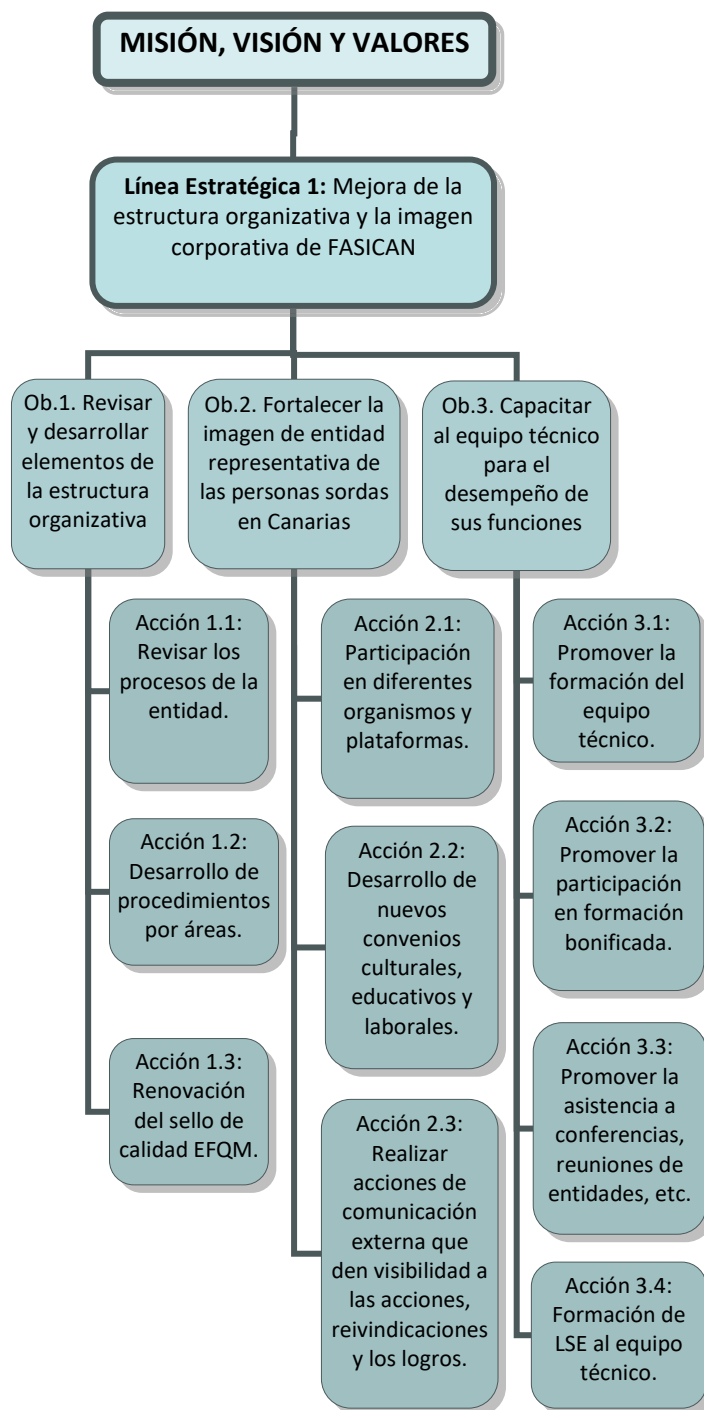 MISIÓN, VISIÓN Y VALORES
Línea Estratégica 1: Mejora de la
estructura organizativa y la imagen
corporativa de FASICAN
Ob.1. Revisar
y desarrollar
elementos de
la estructura
organizativa
Ob.2. Fortalecer la
imagen de entidad
representativa de
las personas sordas
en Canarias
Ob.3. Capacitar
al equipo técnico
para el
desempeño de
sus funciones
Acción 1.1:
Revisar los
procesos de la
entidad.
Acción 1.2:
Desarrollo de
procedimientos
por áreas.
Acción 1.3:
Renovación
del sello de
calidad EFQM.
Acción 2.1:
Participación
en diferentes
organismos y
plataformas.
Acción 2.2:
Desarrollo de
nuevos
convenios
culturales,
educativos y
laborales.
Acción 2.3:
Realizar
acciones de
comunicación
externa que
den visibilidad a
las acciones,
reivindicaciones
y los logros.
Acción 3.1:
Promover la
formación del
equipo
técnico.
Acción 3.2:
Promover la
participación
en formación
bonificada.
Acción 3.3:
Promover la
asistencia a
conferencias,
reuniones de
entidades, etc.
Acción 3.4:
Formación de
LSE al equipo
técnico.